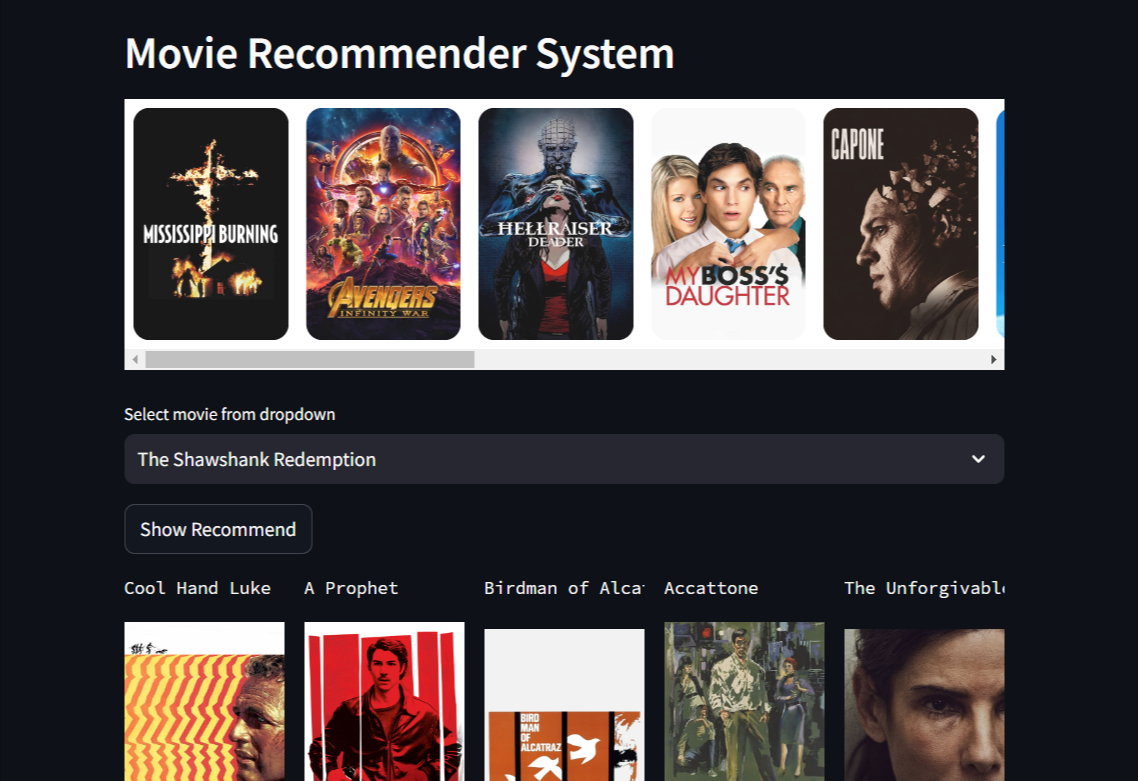 Movie Recommender System
MISSISSIPPI BURNING
AVENGERS
INFINITY WAR
HELLRAISER
DEADER
MY BOSS'S
DAUGHTER
CAPONE
Select movie from dropdown
The Shawshank Redemption
Show Recommend
Cool Hand Luke
A Prophet
Birdman of Alca
Accattone
The Unforgivable
BIRD
MAN
OF
ALCATRAZ